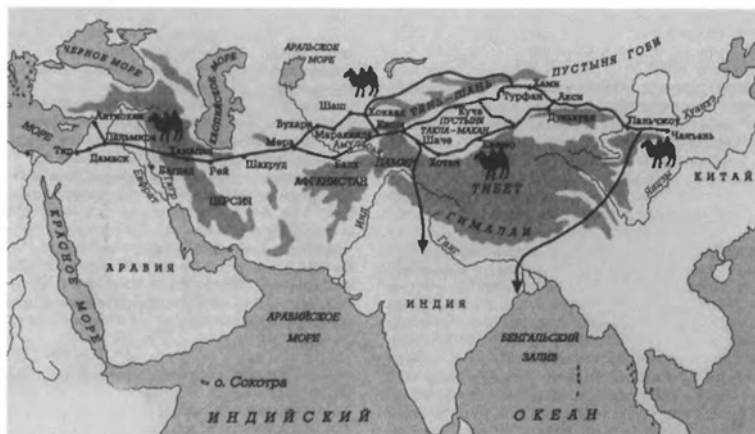 ЧЕРНОЕ МОРЕ
КАСПИЙСКОЕ МОРЕ
АРАЛЬСКОЕ
МОРЕ
ПУСТЫНЯ ГОБИ
Хами
Турфан
ТЯНЬ-ШАНЬ
Аиси
Шаш
Коканд
Куча
Дуньхуан
Ланьчжоу
Хуанхэ
Чанъань
Антиохия
Бухара
Мараканда
Амударья
ПУСТЫНЯ
ТАКЛА-МАКАН
МОРЕ
Пальмира
Мерв
Шаче
Тир
Дамаск
Хамадан
Багдад
Рей
Шахруд
Балх
ПАМИР
Хотан
Евфрат
Тигр
ПЕРСИЯ
АФГАНИСТАН
ТИБЕТ
Янцзы
КИТАЙ
ГИМАЛАИ
Инд
Ганг
КРАСНОЕ МОРЕ
АРАВИЯ
ИНДИЯ
АРАВИЙСКОЕ
МОРЕ
БЕНГАЛЬСКИЙ
ЗАЛИВ
о. Сокотра
ИНДИЙСКИЙ ОКЕАН